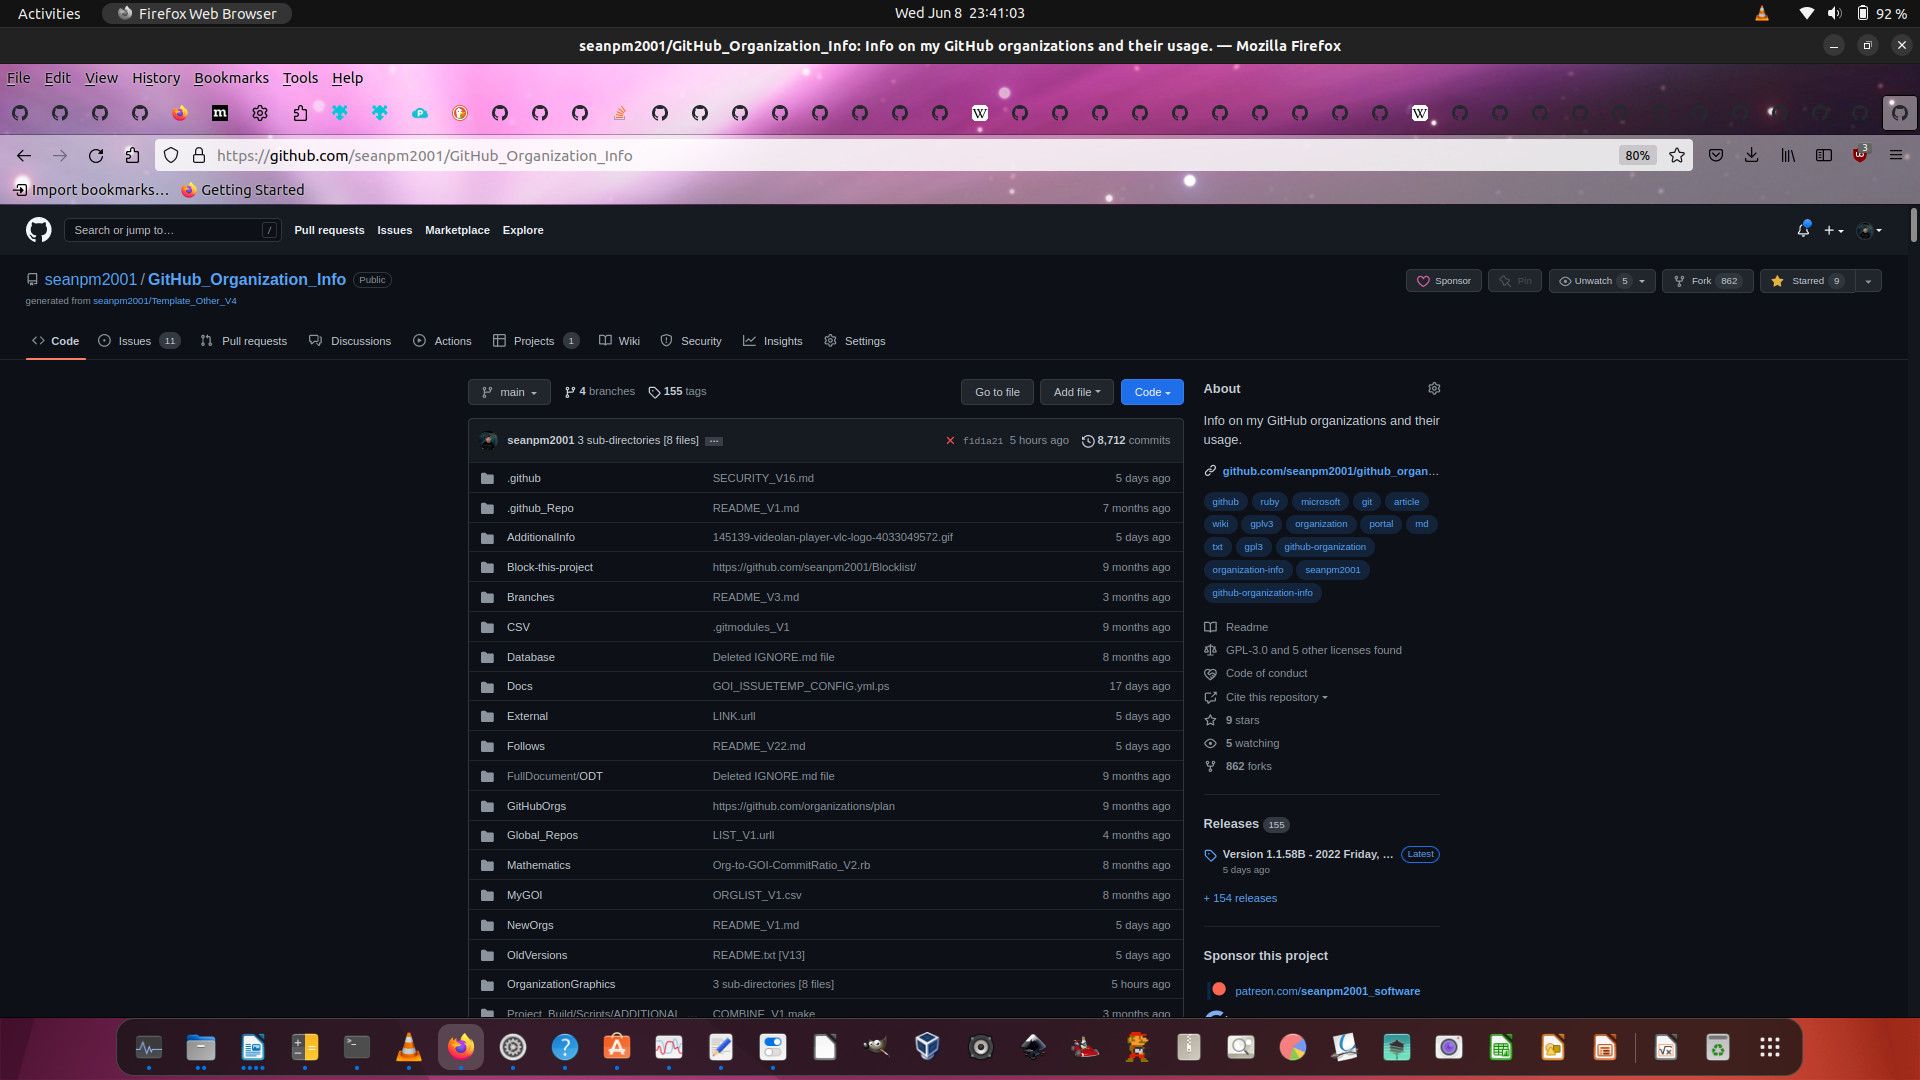 Activities
Firefox Web Browser
Wed Jun 8 23:41:03
92 %
seanpm2001/GitHub_Organization_Info: Info on my GitHub organizations and their usage. — Mozilla Firefox
File Edit View History Bookmarks Tools Help
https://github.com/seanpm2001/GitHub_Organization_Info
80%
3
Import bookmarks…
Getting Started
Search or jump to…
/
Pull requests
Issues
Marketplace
Explore
seanpm2001 / GitHub_Organization_Info
Public
generated from seanpm2001/Template_Other_V4
Sponsor
Pin
Unwatch 5
Fork 862
Starred 9
Code
Issues 11
Pull requests
Discussions
Actions
Projects 1
Wiki
Security
Insights
Settings
main
4 branches
155 tags
Go to file
Add file
Code
seanpm2001 3 sub-directories [8 files] ...
f1d1a21 5 hours ago
8,712 commits
.github SECURITY_V16.md 5 days ago
.github_Repo README_V1.md 7 months ago
AdditionalInfo 145139-videolan-player-vlc-logo-4033049572.gif 5 days ago
Block-this-project https://github.com/seanpm2001/Blocklist/ 9 months ago
Branches README_V3.md 3 months ago
CSV .gitmodules_V1 9 months ago
Database Deleted IGNORE.md file 8 months ago
Docs GOI_ISSUETEMP_CONFIG.yml.ps 17 days ago
External LINK.urll 5 days ago
Follows README_V22.md 5 days ago
FullDocument/ODT Deleted IGNORE.md file 9 months ago
GitHubOrgs https://github.com/organizations/plan 9 months ago
Global_Repos LIST_V1.urll 4 months ago
Mathematics Org-to-GOI-CommitRatio_V2.rb 8 months ago
MyGOI ORGLIST_V1.csv 8 months ago
NewOrgs README_V1.md 5 days ago
OldVersions README.txt [V13] 5 days ago
OrganizationGraphics 3 sub-directories [8 files] 5 hours ago
Project_Build/Scripts/ADDITIONAL_… COMBINE_V1.make 3 months ago
About
Info on my GitHub organizations and their
usage.
github.com/seanpm2001/github_organ…
github ruby microsoft git article
wiki gplv3 organization portal md
txt gpl3 github-organization
organization-info seanpm2001
github-organization-info
Readme
GPL-3.0 and 5 other licenses found
Code of conduct
Cite this repository
9 stars
5 watching
862 forks
Releases 155
Version 1.1.58B - 2022 Friday, … Latest
5 days ago
+ 154 releases
Sponsor this project
patreon.com/seanpm2001_software